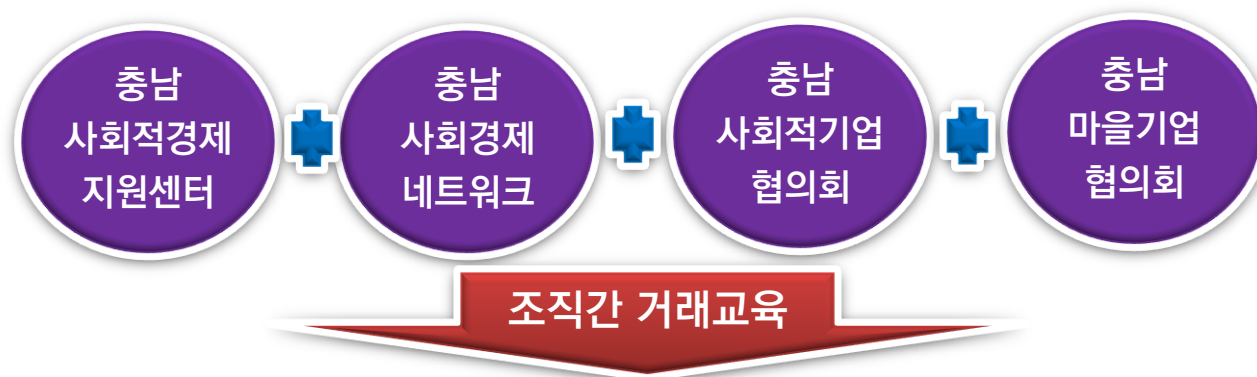 충남
사회적경제
지원센터
충남
사회경제
네트워크
충남
사회적기업
협의회
충남
마을기업
협의회
조직간 거래교육